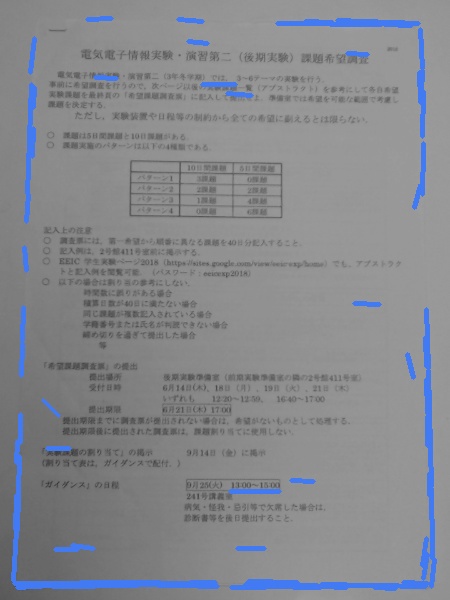 電気電子情報実験・演習第二（後期実験）課題希望調査
電気電子情報実験・演習第二（3年冬学期）では，5～6テーマの実験を行う．
事前に希望調査を行うので，次ページ以後の実験課題一覧（アブストラクト）を参考にして各自希望
実験課題を最終頁の「希望課題調査票」に記入して提出せよ．準備室では希望を可能な範囲で考慮し
課題を決定する．
ただし，実験装置や日程等の制約から全ての希望に副えるとは限らない．
○ 課題は5日間課題と10日課題がある．
○ 課題実施のパターンは以下の4種類である．
10日間課題 5日間課題
パターン1 3課題 0課題
パターン2 2課題 2課題
パターン3 1課題 4課題
パターン4 0課題 6課題
記入上の注意
○ 調査票には，第一希望から順番に異なる課題を40日分記入すること．
○ 記入例は，2号館411号室前に掲示する．
○ EEIC 学生実験ページ2018（https://sites.google.com/view/eeicexp/home）でも，アブストラク
トと記入例を閲覧可能．（パスワード：eeicexp2018）
○ 以下の場合は割り振の参考にしない．
時間数に誤りがある場合
積算日数が40日に満たない場合
同じ課題が複数記入されている場合
学籍番号または氏名が判読できない場合
締め切りを過ぎて提出した場合
等
「希望課題調査票」の提出
提出場所 後期実験準備室（前期実験準備室の隣の2号館411号室）
受付日時 6月14日(木)，18日（月），19日（火），21日（木）
いずれも 12:20～12:50， 16:40～17:00
提出期限 6月21日(木) 17:00
提出期限までに調査票が提出されない場合は，希望がないものとして処理する．
提出期限後に提出された調査票は，課題割り当てに使用しない．
「実験課題の割り当て」の掲示 9月14日（金）に掲示
(割り当て表は，ガイダンスで配付．)
「ガイダンス」の日程 9月25(火) 13:00～15:00
241号講義室
病気・怪我・忌引等で欠席した場合は，
診断書等を後日提出すること．